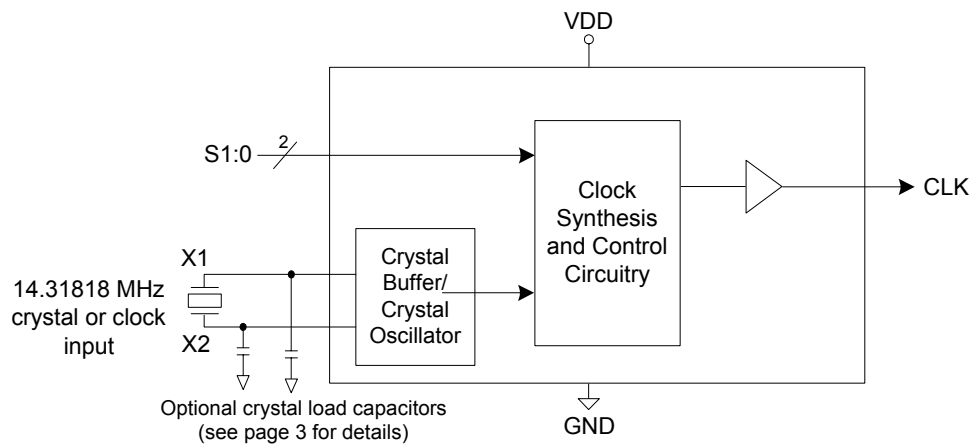 VDD
S1:0
2
Clock
Synthesis
and Control
Circuitry
CLK
X1
14.31818 MHz
crystal or clock
input
X2
Crystal
Buffer/
Crystal
Oscillator
Optional crystal load capacitors
(see page 3 for details)
GND